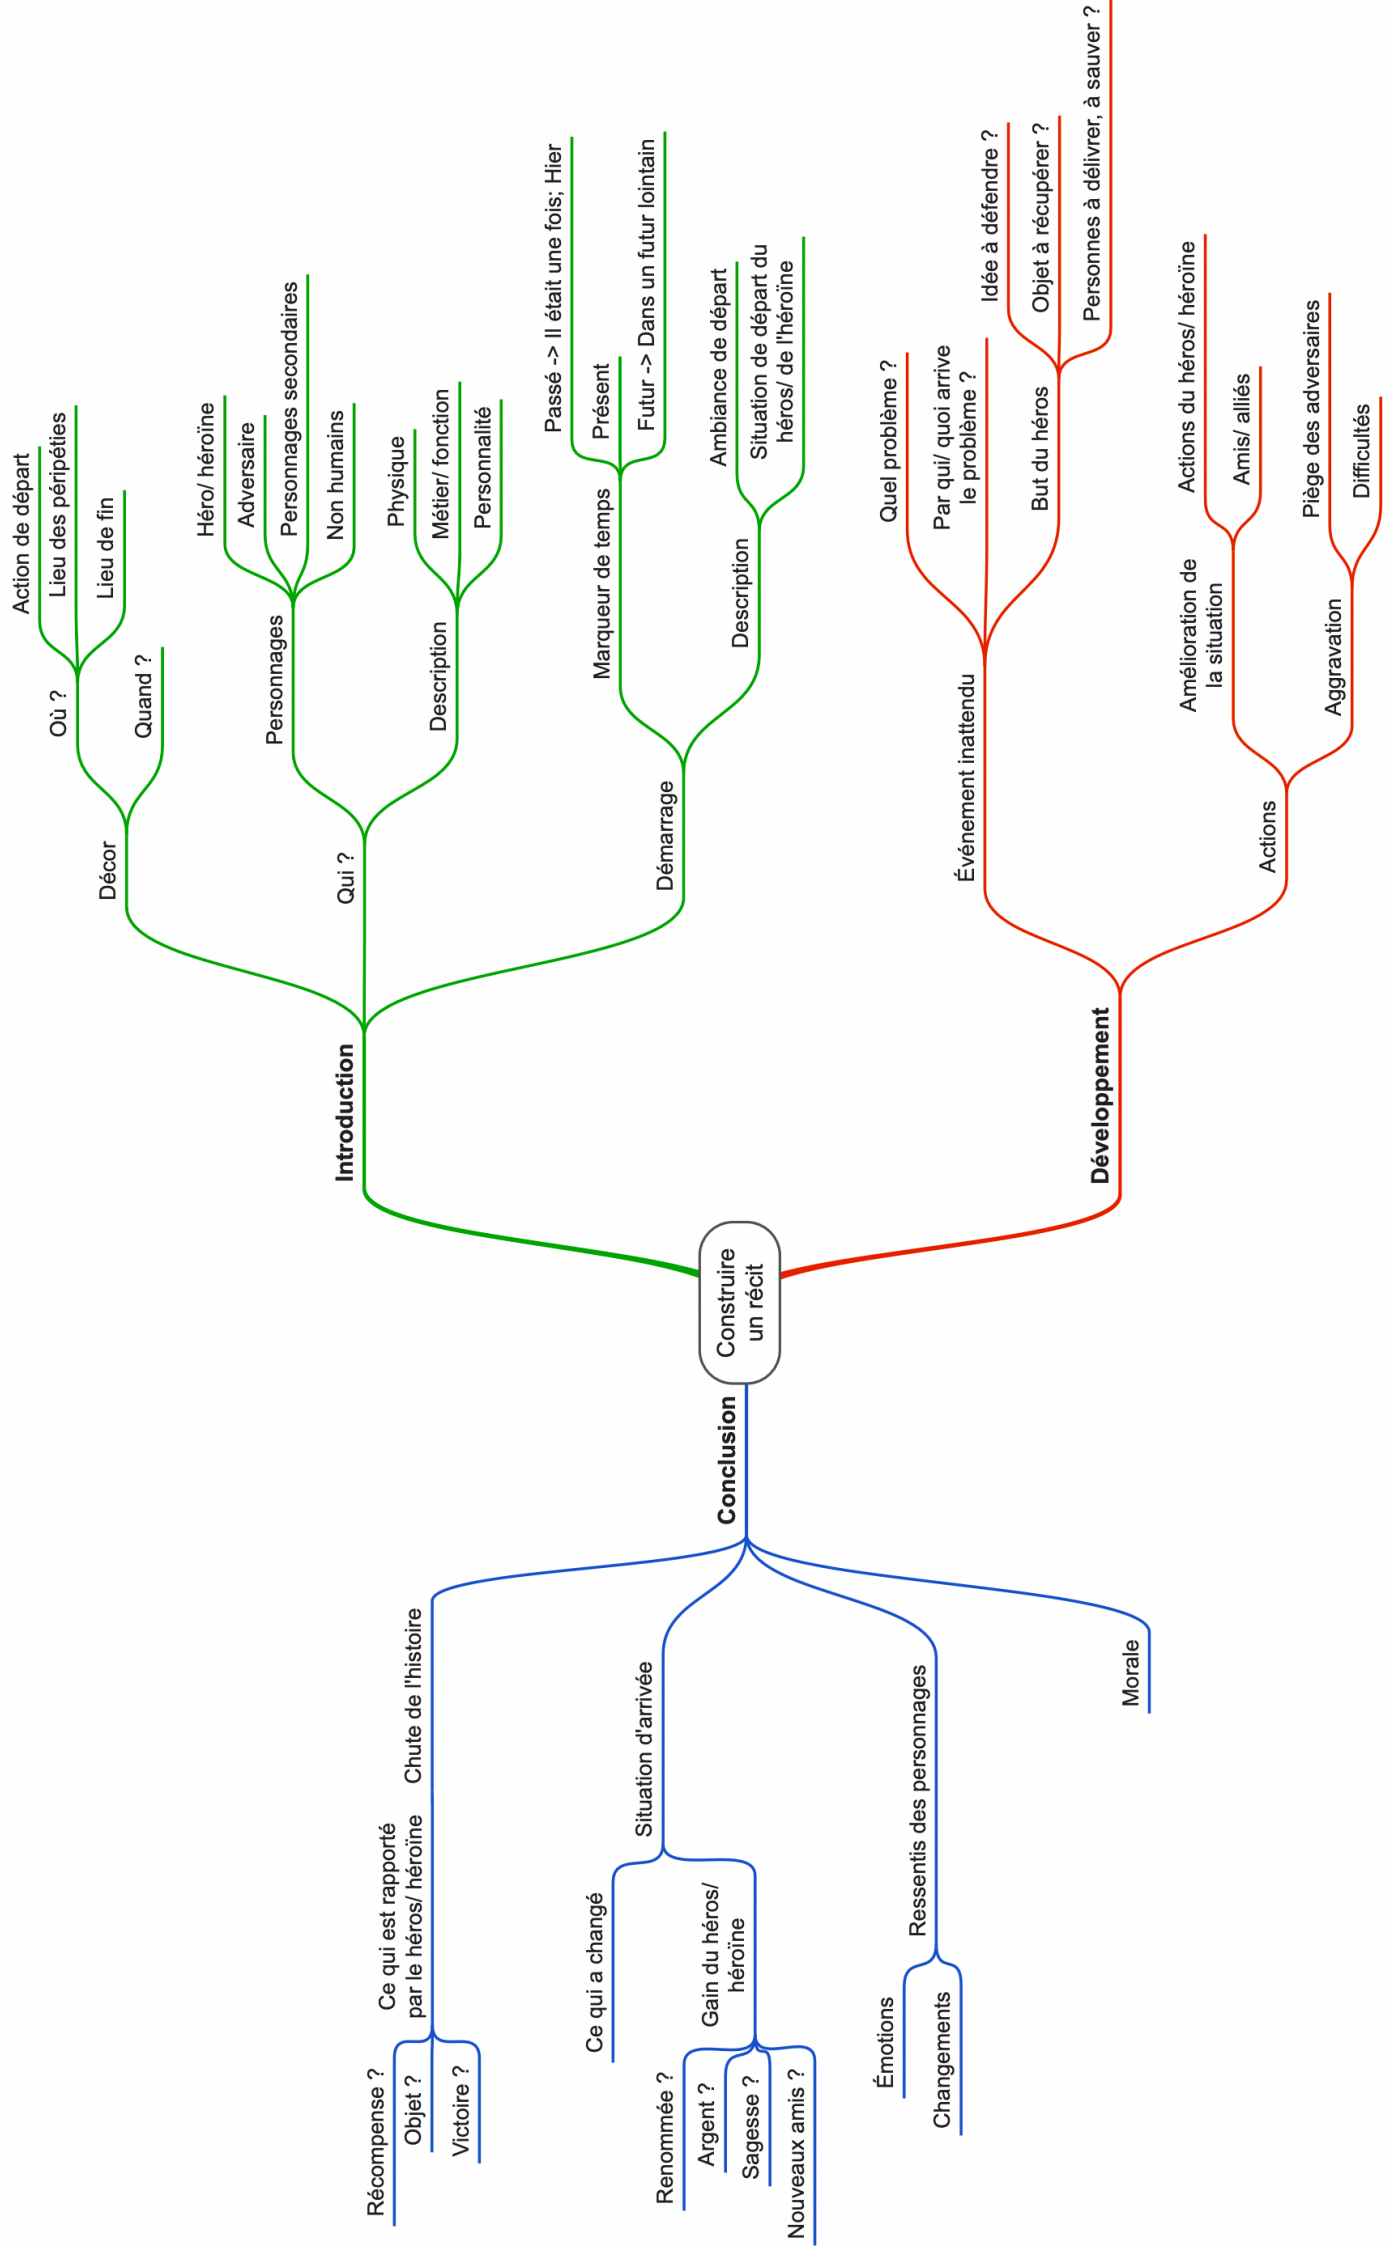 Construire
un récit
Introduction
Décor
Où ?
Action de départ
Lieu des péripéties
Lieu de fin
Quand ?
Qui ?
Personnages
Héro/ héroïne
Adversaire
Personnages secondaires
Non humains
Description
Physique
Métier/ fonction
Personnalité
Démarrage
Marqueur de temps
Passé -> Il était une fois; Hier
Présent
Futur -> Dans un futur lointain
Description
Ambiance de départ
Situation de départ du
héros/ de l'héroïne
Développement
Événement inattendu
Quel problème ?
Par qui/ quoi arrive
le problème ?
But du héros
Idée à défendre ?
Objet à récupérer ?
Personnes à délivrer, à sauver ?
Actions
Amélioration de
la situation
Actions du héros/ héroïne
Amis/ alliés
Aggravation
Piège des adversaires
Difficultés
Conclusion
Chute de l'histoire
Ce qui est rapporté
par le héros/ héroïne
Récompense ?
Objet ?
Victoire ?
Situation d'arrivée
Ce qui a changé
Gain du héros/
héroïne
Renommée ?
Argent ?
Sagesse ?
Nouveaux amis ?
Ressentis des personnages
Émotions
Changements
Morale